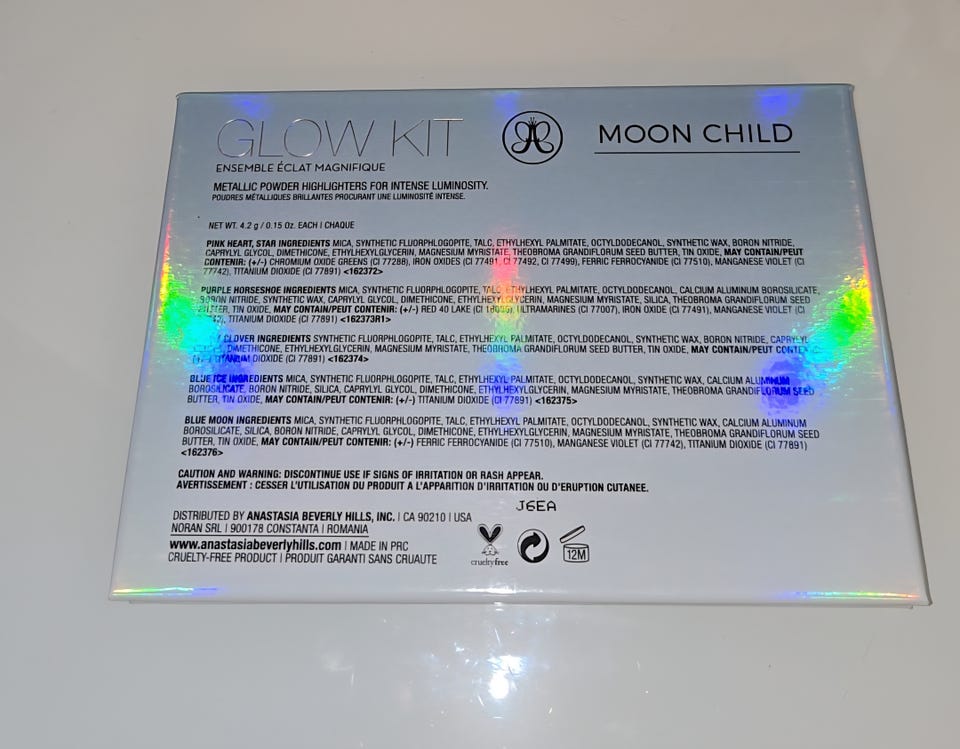 GLOW KIT
MOON CHILD
ENSEMBLE ÉCLAT MAGNIFIQUE
METALLIC POWDER HIGHLIGHTERS FOR INTENSE LUMINOSITY.
POUDRES MÉTALLIQUES BRILLANTES PROCURANT UNE LUMINOSITÉ INTENSE.
NET WT. 4.2 g / 0.15 Oz. EACH | CHAQUE
PINK HEART, STAR INGREDIENTS MICA, SYNTHETIC FLUORPHLOGOPITE, TALC, ETHYLHEXYL PALMITATE, OCTYLDODECANOL, SYNTHETIC WAX, BORON NITRIDE,
CAPRYLYL GLYCOL, DIMETHICONE, ETHYLHEXYLGLYCERIN, MAGNESIUM MYRISTATE, THEOBROMA GRANDIFLORUM SEED BUTTER, TIN OXIDE, MAY CONTAIN/PEUT
CONTENIR: (+/-) CHROMIUM OXIDE GREENS (CI 77288), IRON OXIDES (CI 77491, CI 77492, CI 77499), FERRIC FERROCYANIDE (CI 77510), MANGANESE VIOLET (CI
77742), TITANIUM DIOXIDE (CI 77891) <162372>
PURPLE HORSESHOE INGREDIENTS MICA, SYNTHETIC FLUORPHLOGOPITE, TALC, ETHYLHEXYL PALMITATE, OCTYLDODECANOL, CALCIUM ALUMINUM BOROSILICATE,
BORON NITRIDE, SYNTHETIC WAX, CAPRYLYL GLYCOL, DIMETHICONE, ETHYLHEXYLGLYCERIN, MAGNESIUM MYRISTATE, SILICA, THEOBROMA GRANDIFLORUM SEED
TIN OXIDE, MAY CONTAIN/PEUT CONTENIR: (+/-) RED 40 LAKE ULTRAMARINES (CI 77007), IRON OXIDE (CI 77491), MANGANESE VIOLET (CI
TITANIUM DIOXIDE (CI 77891) <162373R1>
CLOVER INGREDIENTS MICA, SYNTHETIC FLUORPHLOGOPITE, TALC, ETHYLHEXYL PALMITATE, OCTYLDODECANOL, SYNTHETIC WAX, BORON NITRIDE, CAPRYLYL
DIMETHICONE, ETHYLHEXYLGLYCERIN, MAGNESIUM MYRISTATE, THEOBROMA GRANDIFLORUM SEED BUTTER, TIN OXIDE, MAY CONTAIN/PEUT
(+/-) TITANIUM DIOXIDE (CI 77891) <162374>
BLUE ICE INGREDIENTS MICA, SYNTHETIC FLUORPHLOGOPITE, TALC, ETHYLHEXYL PALMITATE, OCTYLDODECANOL, SYNTHETIC WAX, CALCIUM ALUMINUM
BOROSILICATE, BORON NITRIDE, SILICA, CAPRYLYL GLYCOL, DIMETHICONE, ETHYLHEXYLGLYCERIN, MAGNESIUM MYRISTATE, THEOBROMA GRANDIFLORUM SEED
BUTTER, TIN OXIDE, MAY CONTAIN/PEUT CONTENIR: (+/-) TITANIUM DIOXIDE (CI 77891) <162375>
BLUE MOON INGREDIENTS MICA, SYNTHETIC FLUORPHLOGOPITE, TALC, ETHYLHEXYL PALMITATE, OCTYLDODECANOL, SYNTHETIC WAX, CALCIUM ALUMINUM
BOROSILICATE, SILICA, BORON NITRIDE, CAPRYLYL GLYCOL, DIMETHICONE, ETHYLHEXYLGLYCERIN, MAGNESIUM MYRISTATE, THEOBROMA GRANDIFLORUM SEED
BUTTER, TIN OXIDE, MAY CONTAIN/PEUT CONTENIR: (+/-) FERRIC FERROCYANIDE (CI 77510), MANGANESE VIOLET (CI 77742), TITANIUM DIOXIDE (CI 77891)
<162376>
CAUTION AND WARNING: DISCONTINUE USE IF SIGNS OF IRRITATION OR RASH APPEAR.
AVERTISSEMENT : CESSER L'UTILISATION DU PRODUIT A L'APPARITION D'IRRITATION OU D'ERUPTION CUTANEE.
J6EA
DISTRIBUTED BY ANASTASIA BEVERLY HILLS, INC. | CA 90210 | USA
NORAN SRL | 900178 CONSTANTA | ROMANIA
www.anastasiabeverlyhills.com | MADE IN PRC
CRUELTY-FREE PRODUCT | PRODUIT GARANTI SANS CRUAUTE
crueltyfree
12M